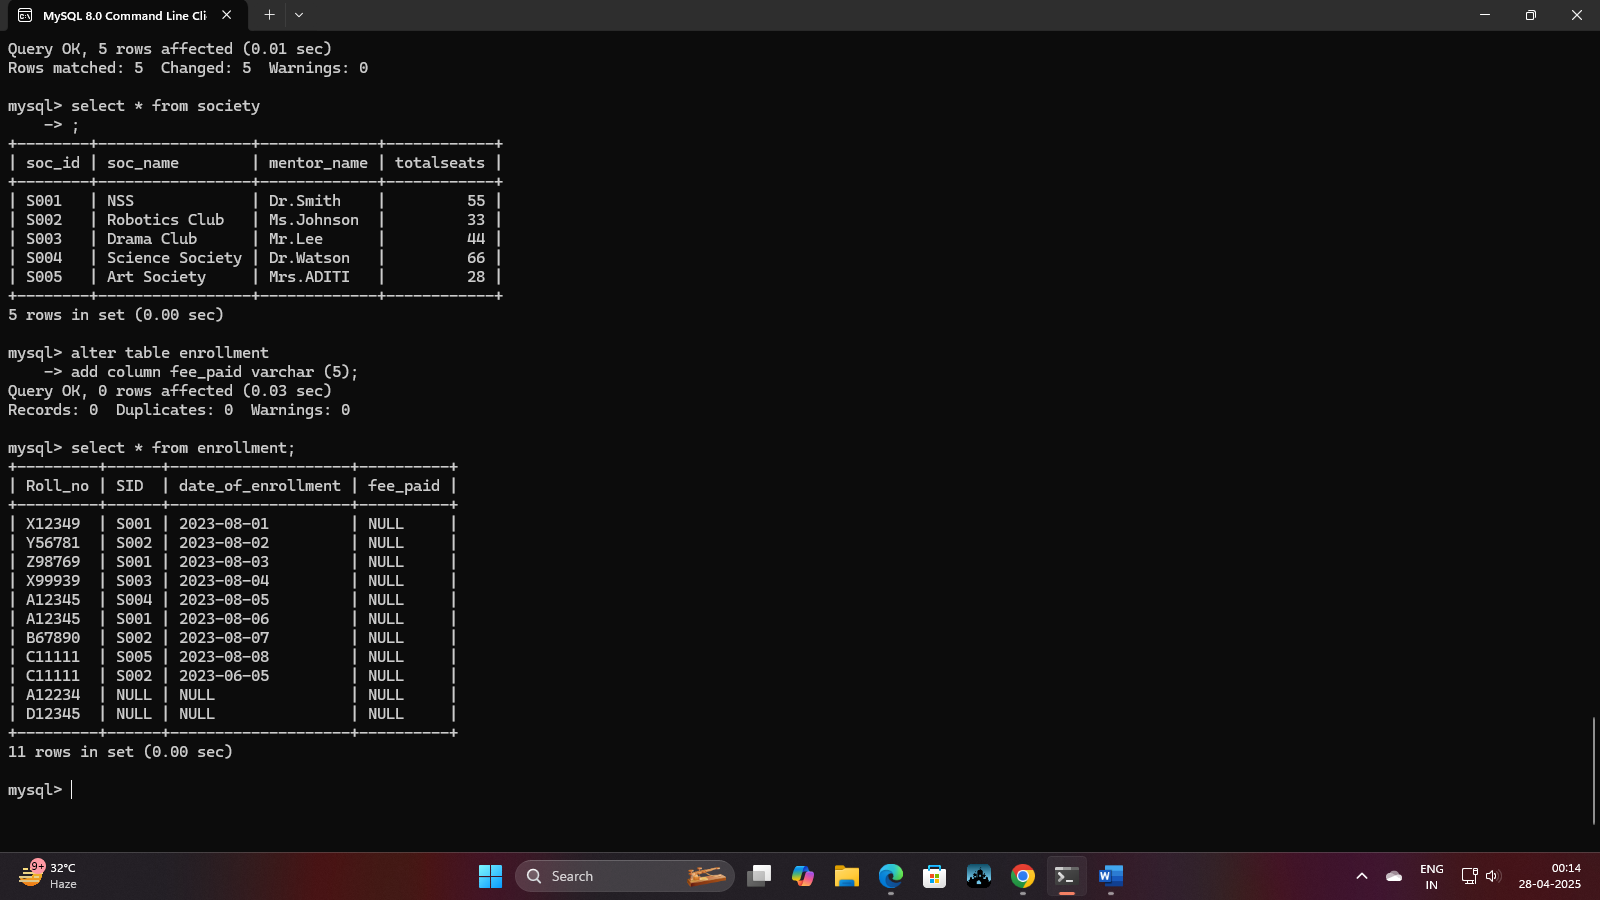 MySQL 8.0 Command Line Cli
Query OK, 5 rows affected (0.01 sec)
Rows matched: 5  Changed: 5  Warnings: 0
mysql> select * from society
    -> ;
+--------+-----------------+-------------+------------+
| soc_id | soc_name        | mentor_name | totalseats |
+--------+-----------------+-------------+------------+
| S001   | NSS             | Dr.Smith    |         55 |
| S002   | Robotics Club   | Ms.Johnson  |         33 |
| S003   | Drama Club      | Mr.Lee      |         44 |
| S004   | Science Society | Dr.Watson   |         66 |
| S005   | Art Society     | Mrs.ADITI   |         28 |
+--------+-----------------+-------------+------------+
5 rows in set (0.00 sec)
mysql> alter table enrollment
    -> add column fee_paid varchar (5);
Query OK, 0 rows affected (0.03 sec)
Records: 0  Duplicates: 0  Warnings: 0
mysql> select * from enrollment;
+---------+------+--------------------+----------+
| Roll_no | SID  | date_of_enrollment | fee_paid |
+---------+------+--------------------+----------+
| X12349  | S001 | 2023-08-01         | NULL     |
| Y56781  | S002 | 2023-08-02         | NULL     |
| Z98769  | S001 | 2023-08-03         | NULL     |
| X99939  | S003 | 2023-08-04         | NULL     |
| A12345  | S004 | 2023-08-05         | NULL     |
| A12345  | S001 | 2023-08-06         | NULL     |
| B67890  | S002 | 2023-08-07         | NULL     |
| C11111  | S005 | 2023-08-08         | NULL     |
| C11111  | S002 | 2023-06-05         | NULL     |
| A12234  | NULL | NULL               | NULL     |
| D12345  | NULL | NULL               | NULL     |
+---------+------+--------------------+----------+
11 rows in set (0.00 sec)
mysql>
9+
32°C
Haze
Search
ENG
IN
00:14
28-04-2025